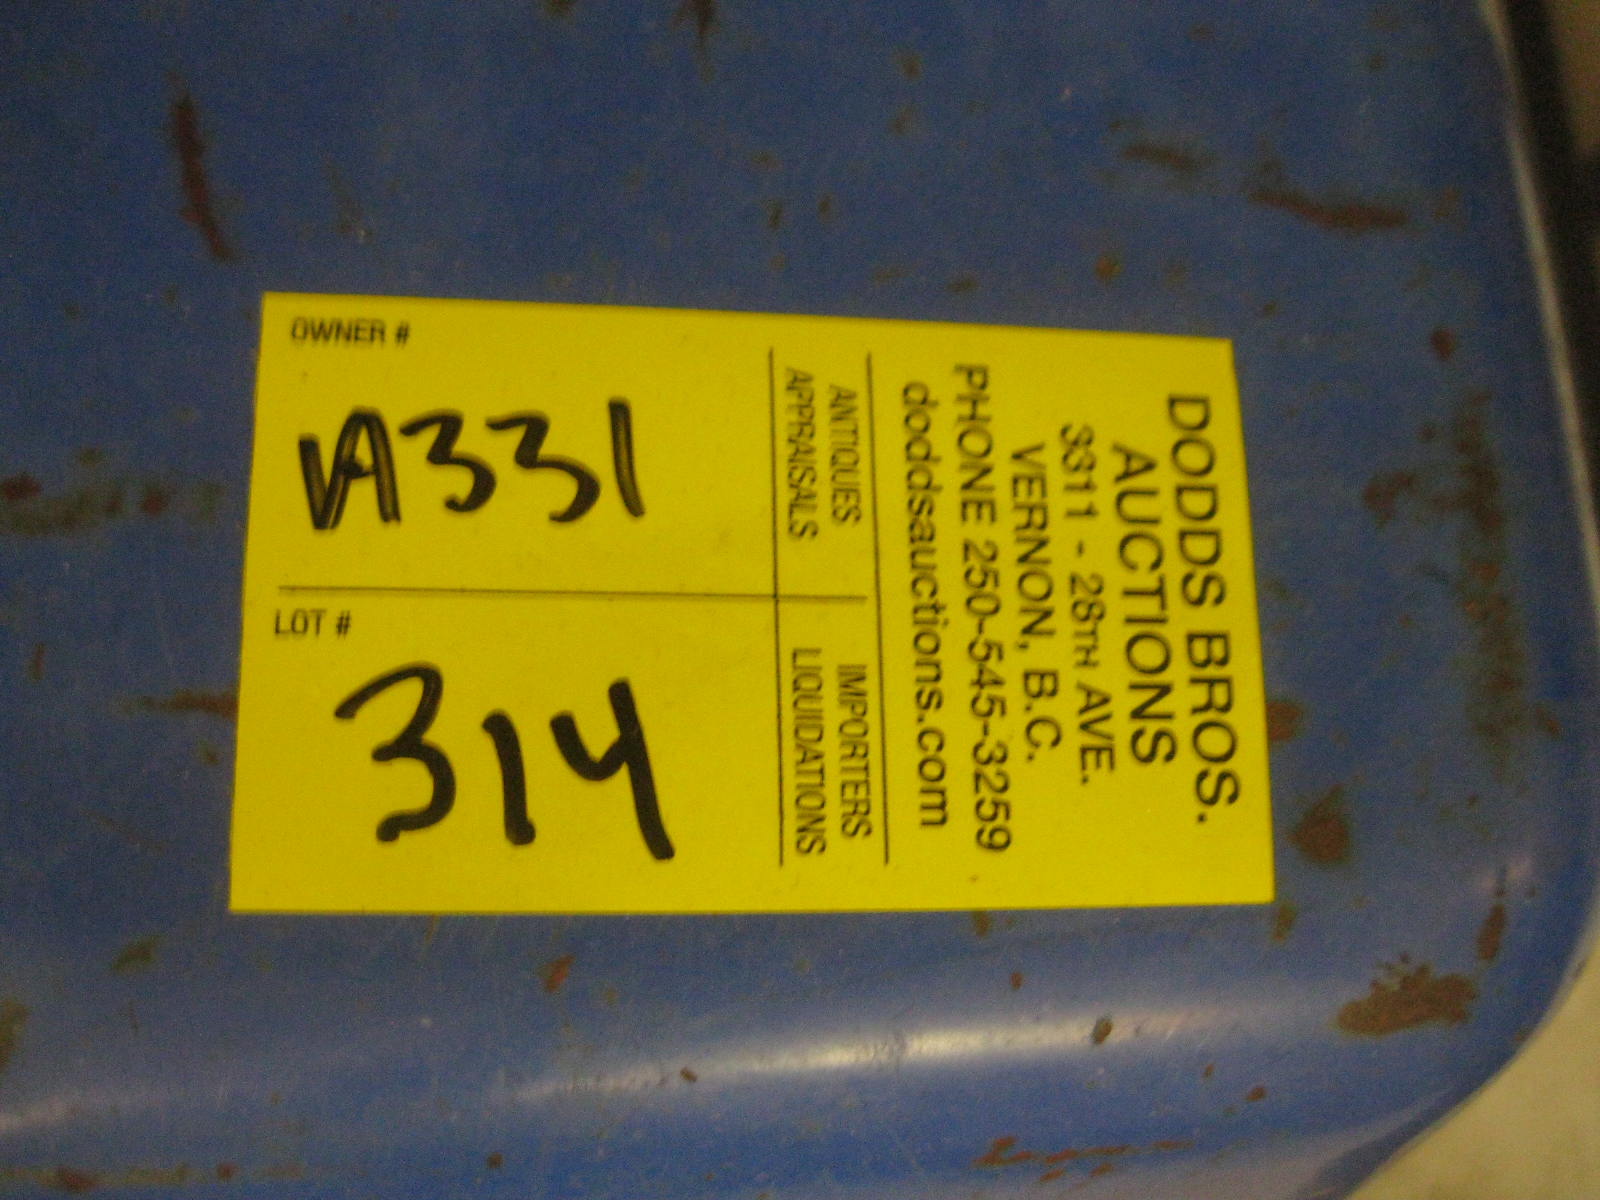 DODDS BROS.
AUCTIONS
3311 - 28TH AVE.
VERNON, B.C.
PHONE 250-545-3259
doddsauctions.com
ANTIQUES
APPRAISALS
IMPORTERS
LIQUIDATIONS
OWNER #
A331
LOT #
314